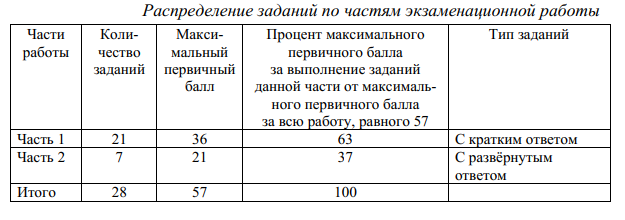 Распределение заданий по частям экзаменационной работы
Части работы
Коли-
чество
заданий
Макси-
мальный
первичный
балл
Процент максимального
первичного балла
за выполнение заданий
данной части от максималь-
ного первичного балла
за всю работу, равного 57
Тип заданий
Часть 1 21 36 63 С кратким ответом
Часть 2 7 21 37 С развёрнутым
ответом
Итого 28 57 100